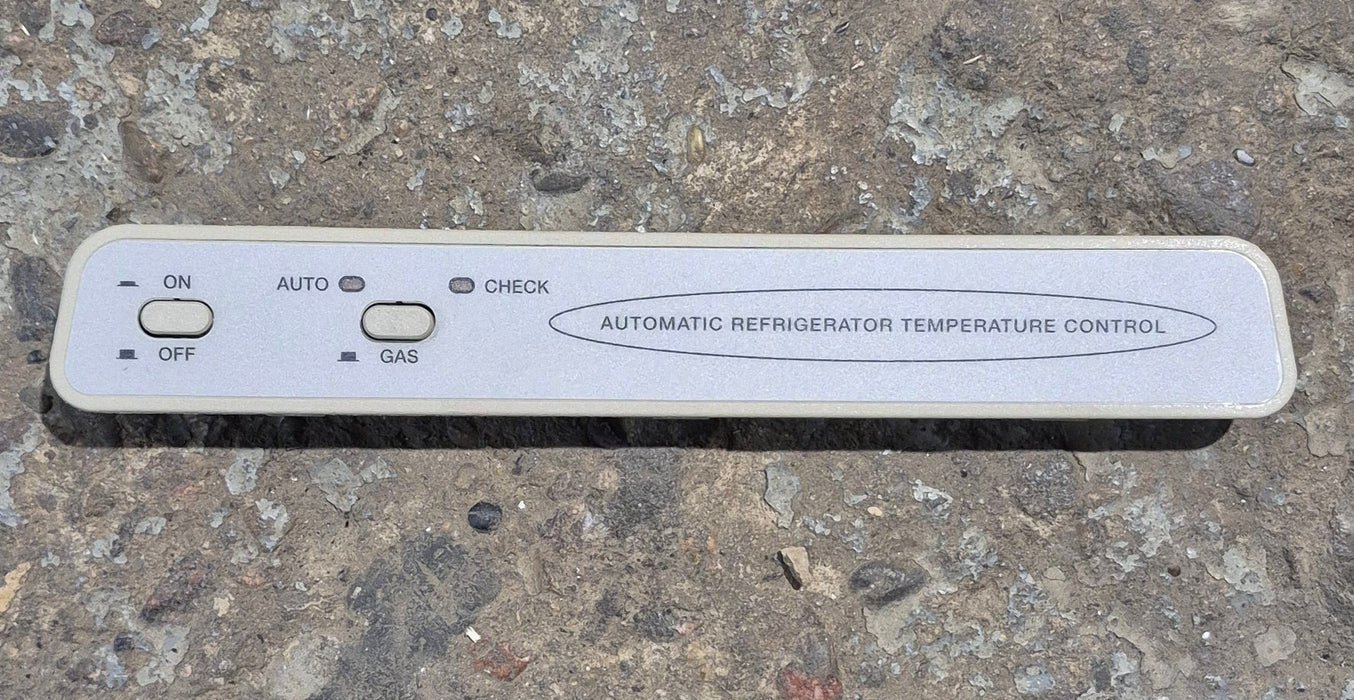 ON
OFF
AUTO
CHECK
GAS
AUTOMATIC REFRIGERATOR TEMPERATURE CONTROL